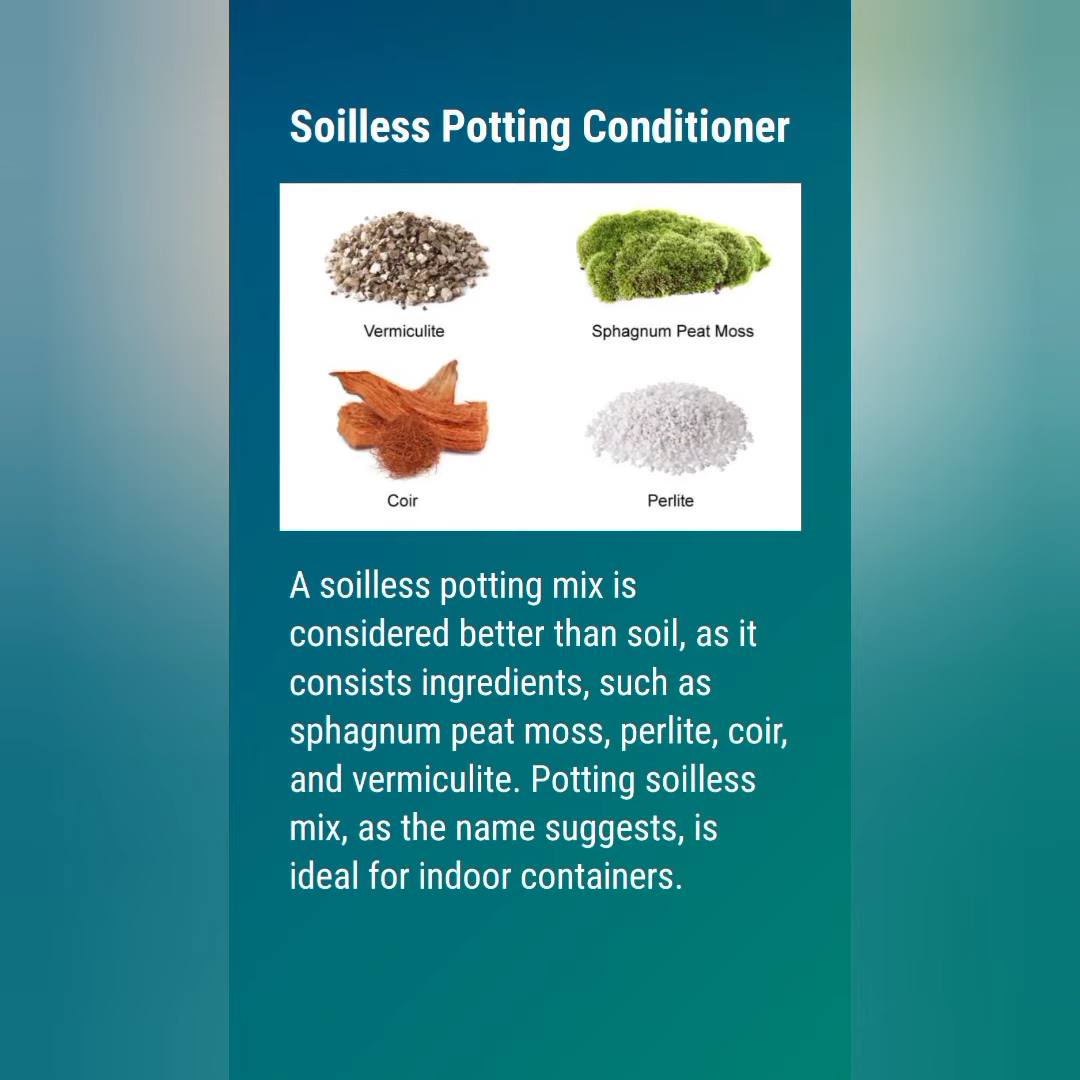 Soilless Potting Conditioner
Vermiculite
Sphagnum Peat Moss
Coir
Perlite
A soilless potting mix is
considered better than soil, as it
consists ingredients, such as
sphagnum peat moss, perlite, coir,
and vermiculite. Potting soilless
mix, as the name suggests, is
ideal for indoor containers.